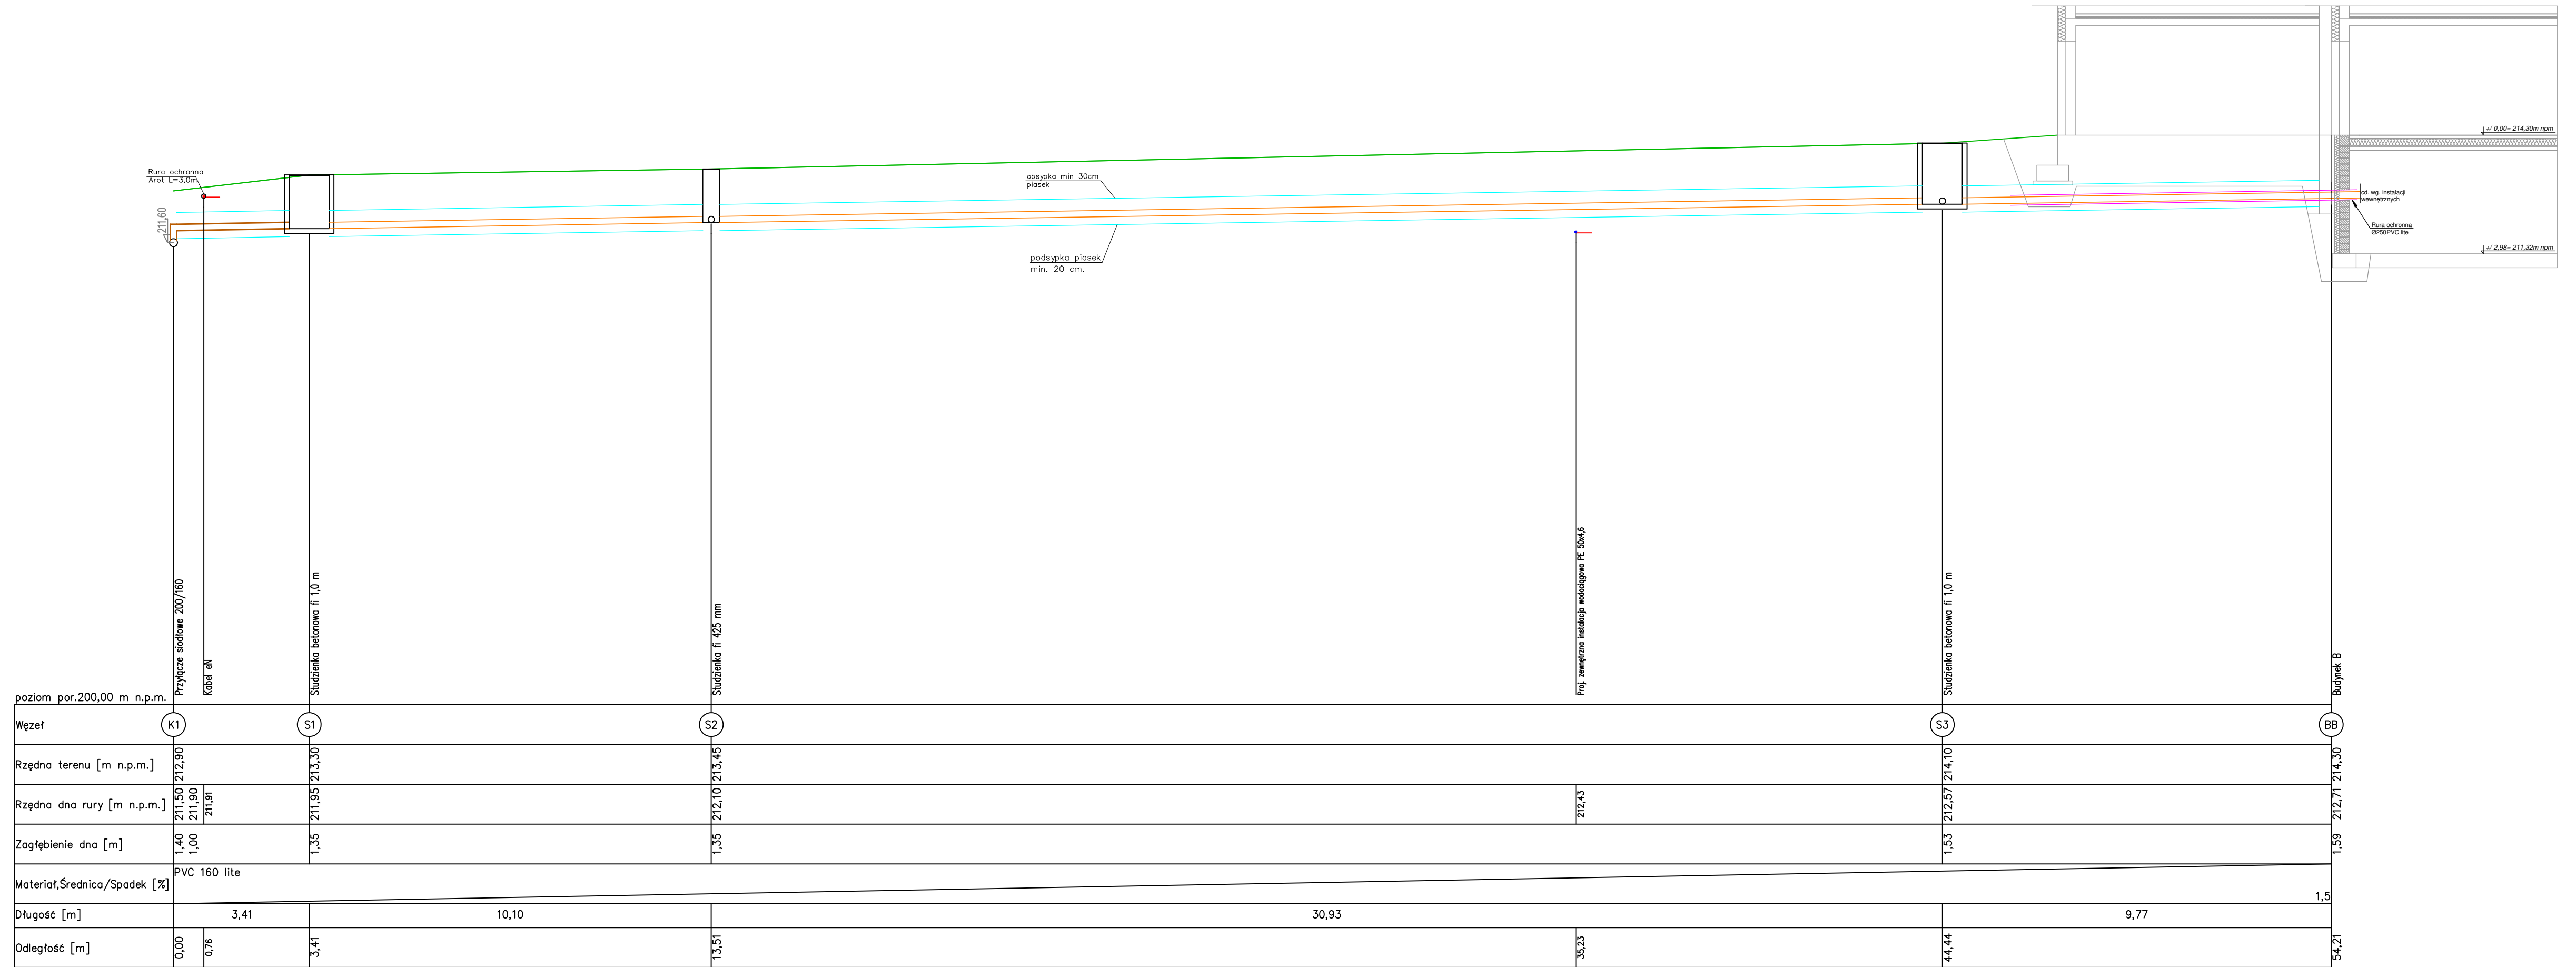 +/-0,00= 214,30m npm
Rura ochronna
Arot L=3,0m
211,60
obsypka min 30cm
piasek
podsypka piasek
min. 20 cm.
cd. wg. instalacji
wewnętrznych
Rura ochronna
Ø250PVC lite
+/-2,98= 211,32m npm
Przyłącze siodłowe 200/160
Kabel eN
Studzienka betonowa fi 1,0 m
Studzienka fi 425 mm
Proj. zewnętrzna instalacja wodociągowa PE 50x4,6
Studzienka betonowa fi 1,0 m
Budynek B
poziom por.200,00 m n.p.m.
Węzeł K1 S1 S2 S3 BB
Rzędna terenu [m n.p.m.] 212,90 213,30 213,45 214,10 214,30
Rzędna dna rury [m n.p.m.] 211,50 211,90 211,91 211,95 212,10 212,43 212,57 212,71
Zagłębienie dna [m] 1,40 1,00 1,35 1,35 1,53 1,59
Materiał,Średnica/Spadek [%] PVC 160 lite 1,5
Długość [m] 3,41 10,10 30,93 9,77
Odległość [m] 0,00 0,76 3,41 13,51 35,23 44,44 54,21